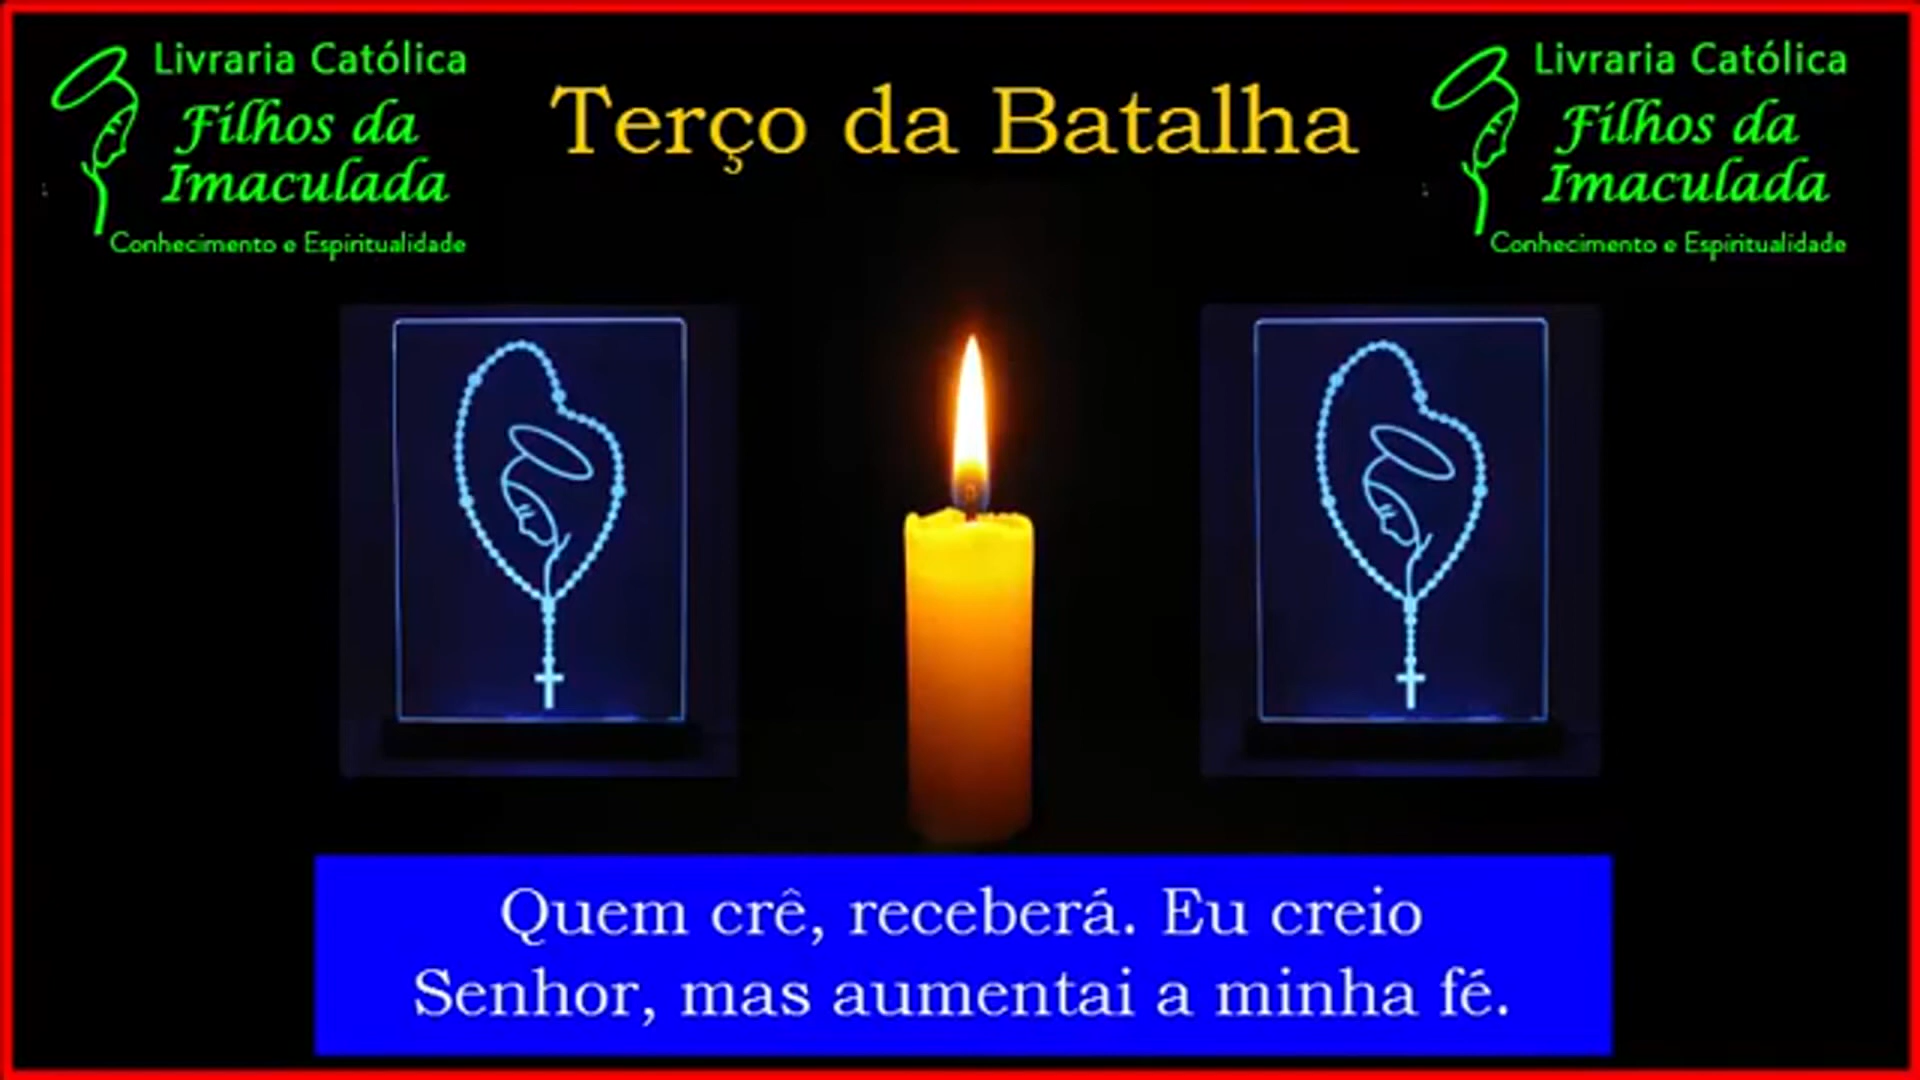 Livraria Católica
Filhos da
Imaculada
Conhecimento e Espiritualidade
Terço da Batalha
Livraria Católica
Filhos da
Imaculada
Conhecimento e Espiritualidade
Quem crê, receberá. Eu creio
Senhor, mas aumentai a minha fé.